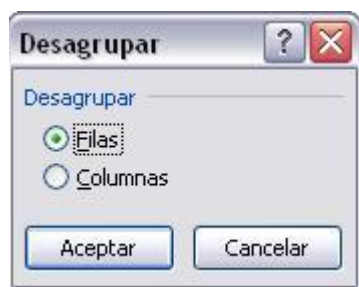 Desagrupar ?
Desagrupar
Filas
Columnas
Aceptar Cancelar